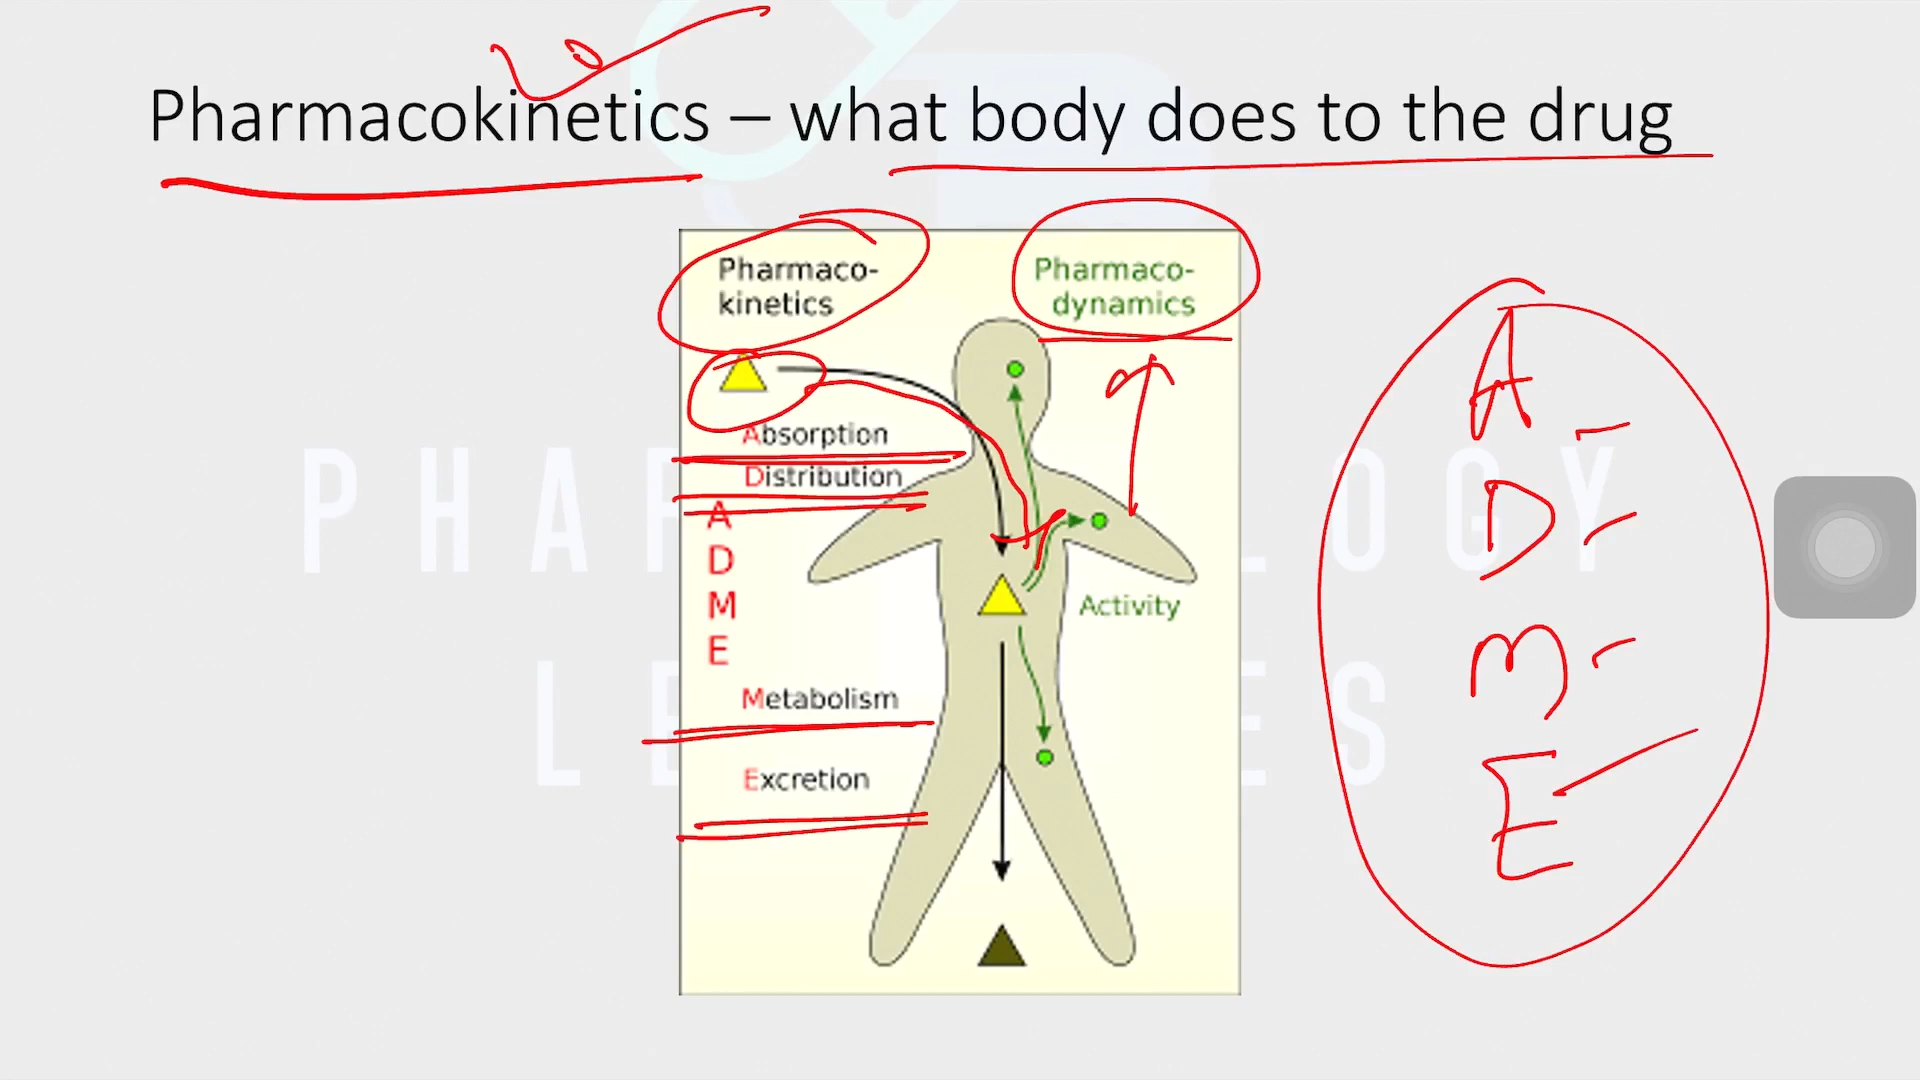 Pharmacokinetics – what body does to the drug
Pharmaco-
kinetics
Pharmaco-
dynamics
Absorption
Distribution
A
D
M
E
Metabolism
Excretion
Activity
A
D
M
E